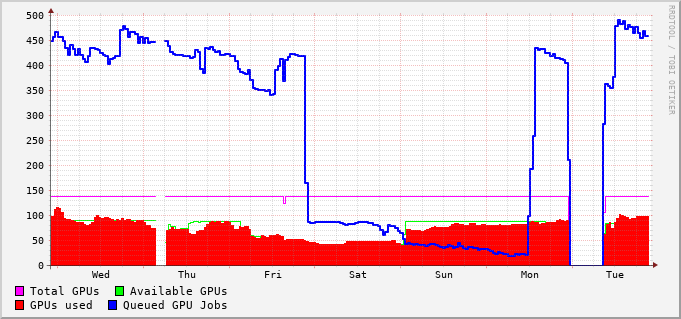 500
450
400
350
300
250
200
150
100
50
0
Wed Thu Fri Sat Sun Mon Tue
Total GPUs Available GPUs
GPUs used Queued GPU Jobs
RRDTOOL / TOBI OETIKER